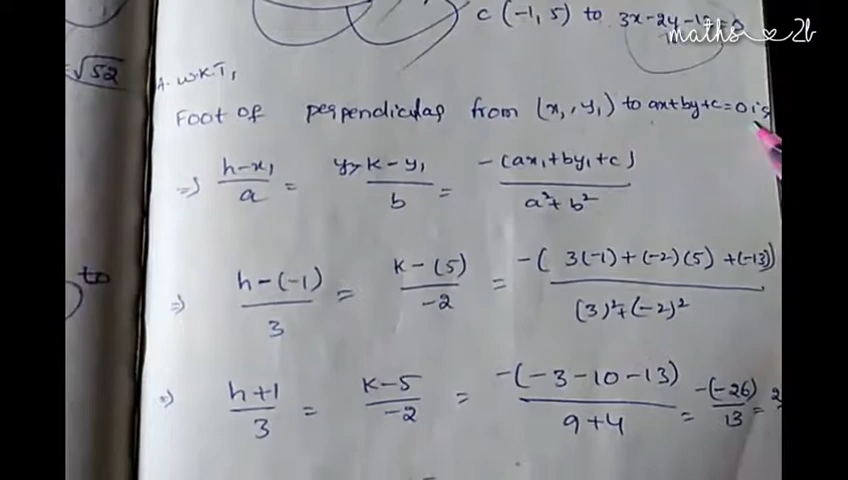 C (-1, 5) to 3x-2y-13=0
maths 2b
=√52
A. W.K.T,
Foot of perpendicular from (x₁, y₁) to ax+by+c=0 is
=> h-x₁/a = k-y₁/b = -(ax₁+by₁+c)/a²+b²
to
=> h-(-1)/3 = k-(5)/-2 = -(3(-1)+(-2)(5)+(-13))/(3)²+(-2)²
=> h+1/3 = k-5/-2 = -(-3-10-13)/9+4 = -(-26)/13 = 2